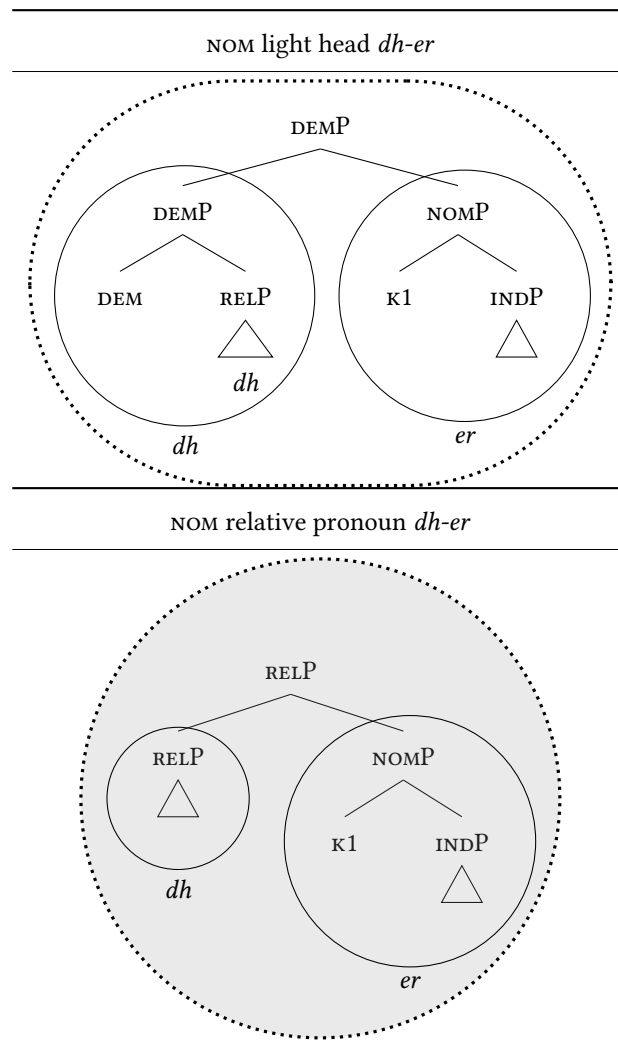 NOM light head dh-er
DEMP
DEMP NOMP
DEM RELP K1 INDP
dh
dh er
NOM relative pronoun dh-er
RELP
RELP NOMP
K1 INDP
dh
er